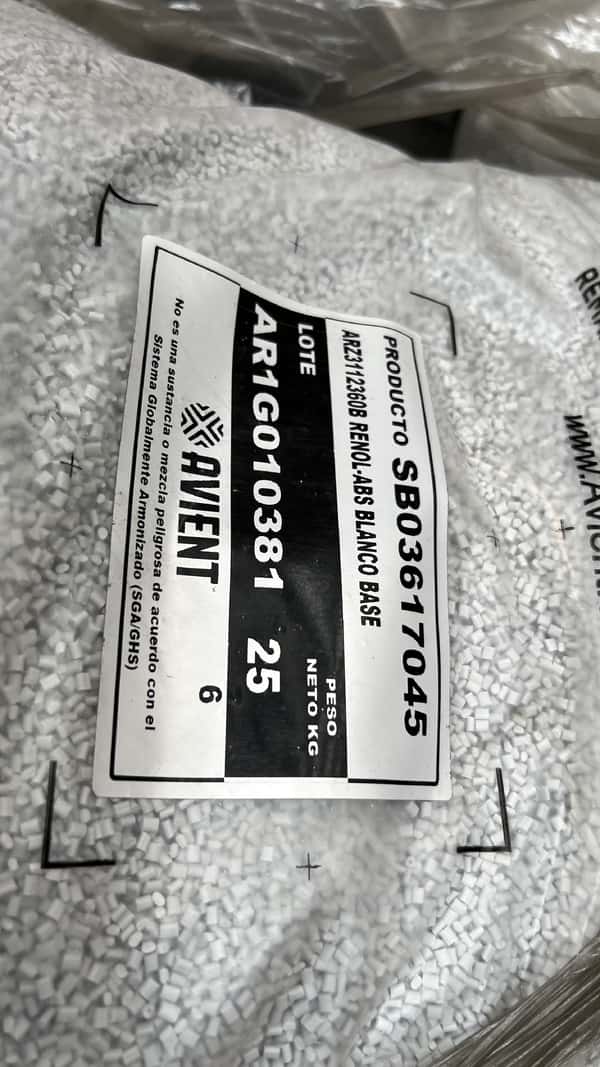 PRODUCTO SB03617045
ARZ3112360B RENOL-ABS BLANCO BASE
LOTE
PESO
NETO KG
AR1G010381 25
AVIENT
6
No es una sustancia o mezcla peligrosa de acuerdo con el
Sistema Globalmente Armonizado (SGA/GHS)